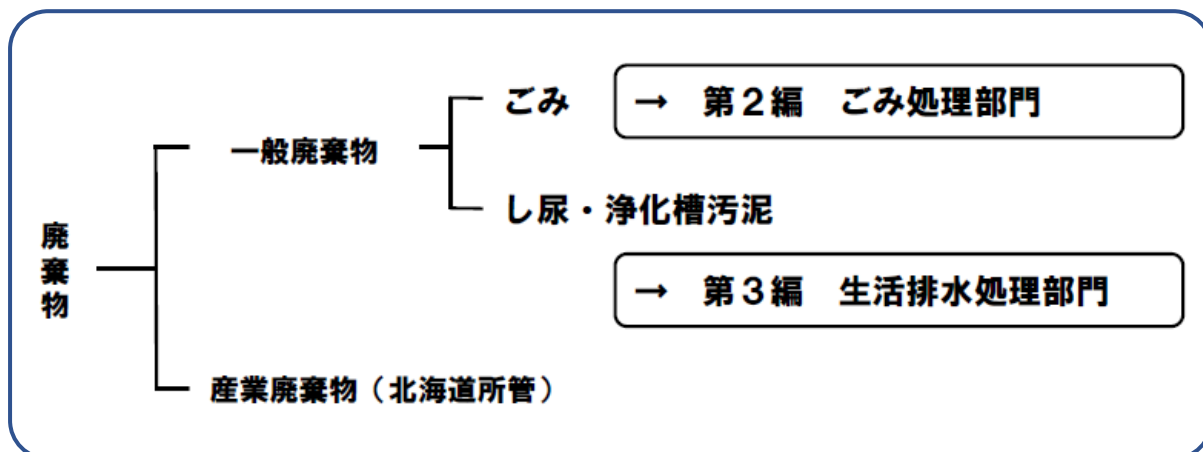 廃棄物
一般廃棄物
ごみ
→ 第２編 ごみ処理部門
し尿・浄化槽汚泥
→ 第３編 生活排水処理部門
産業廃棄物（北海道所管）